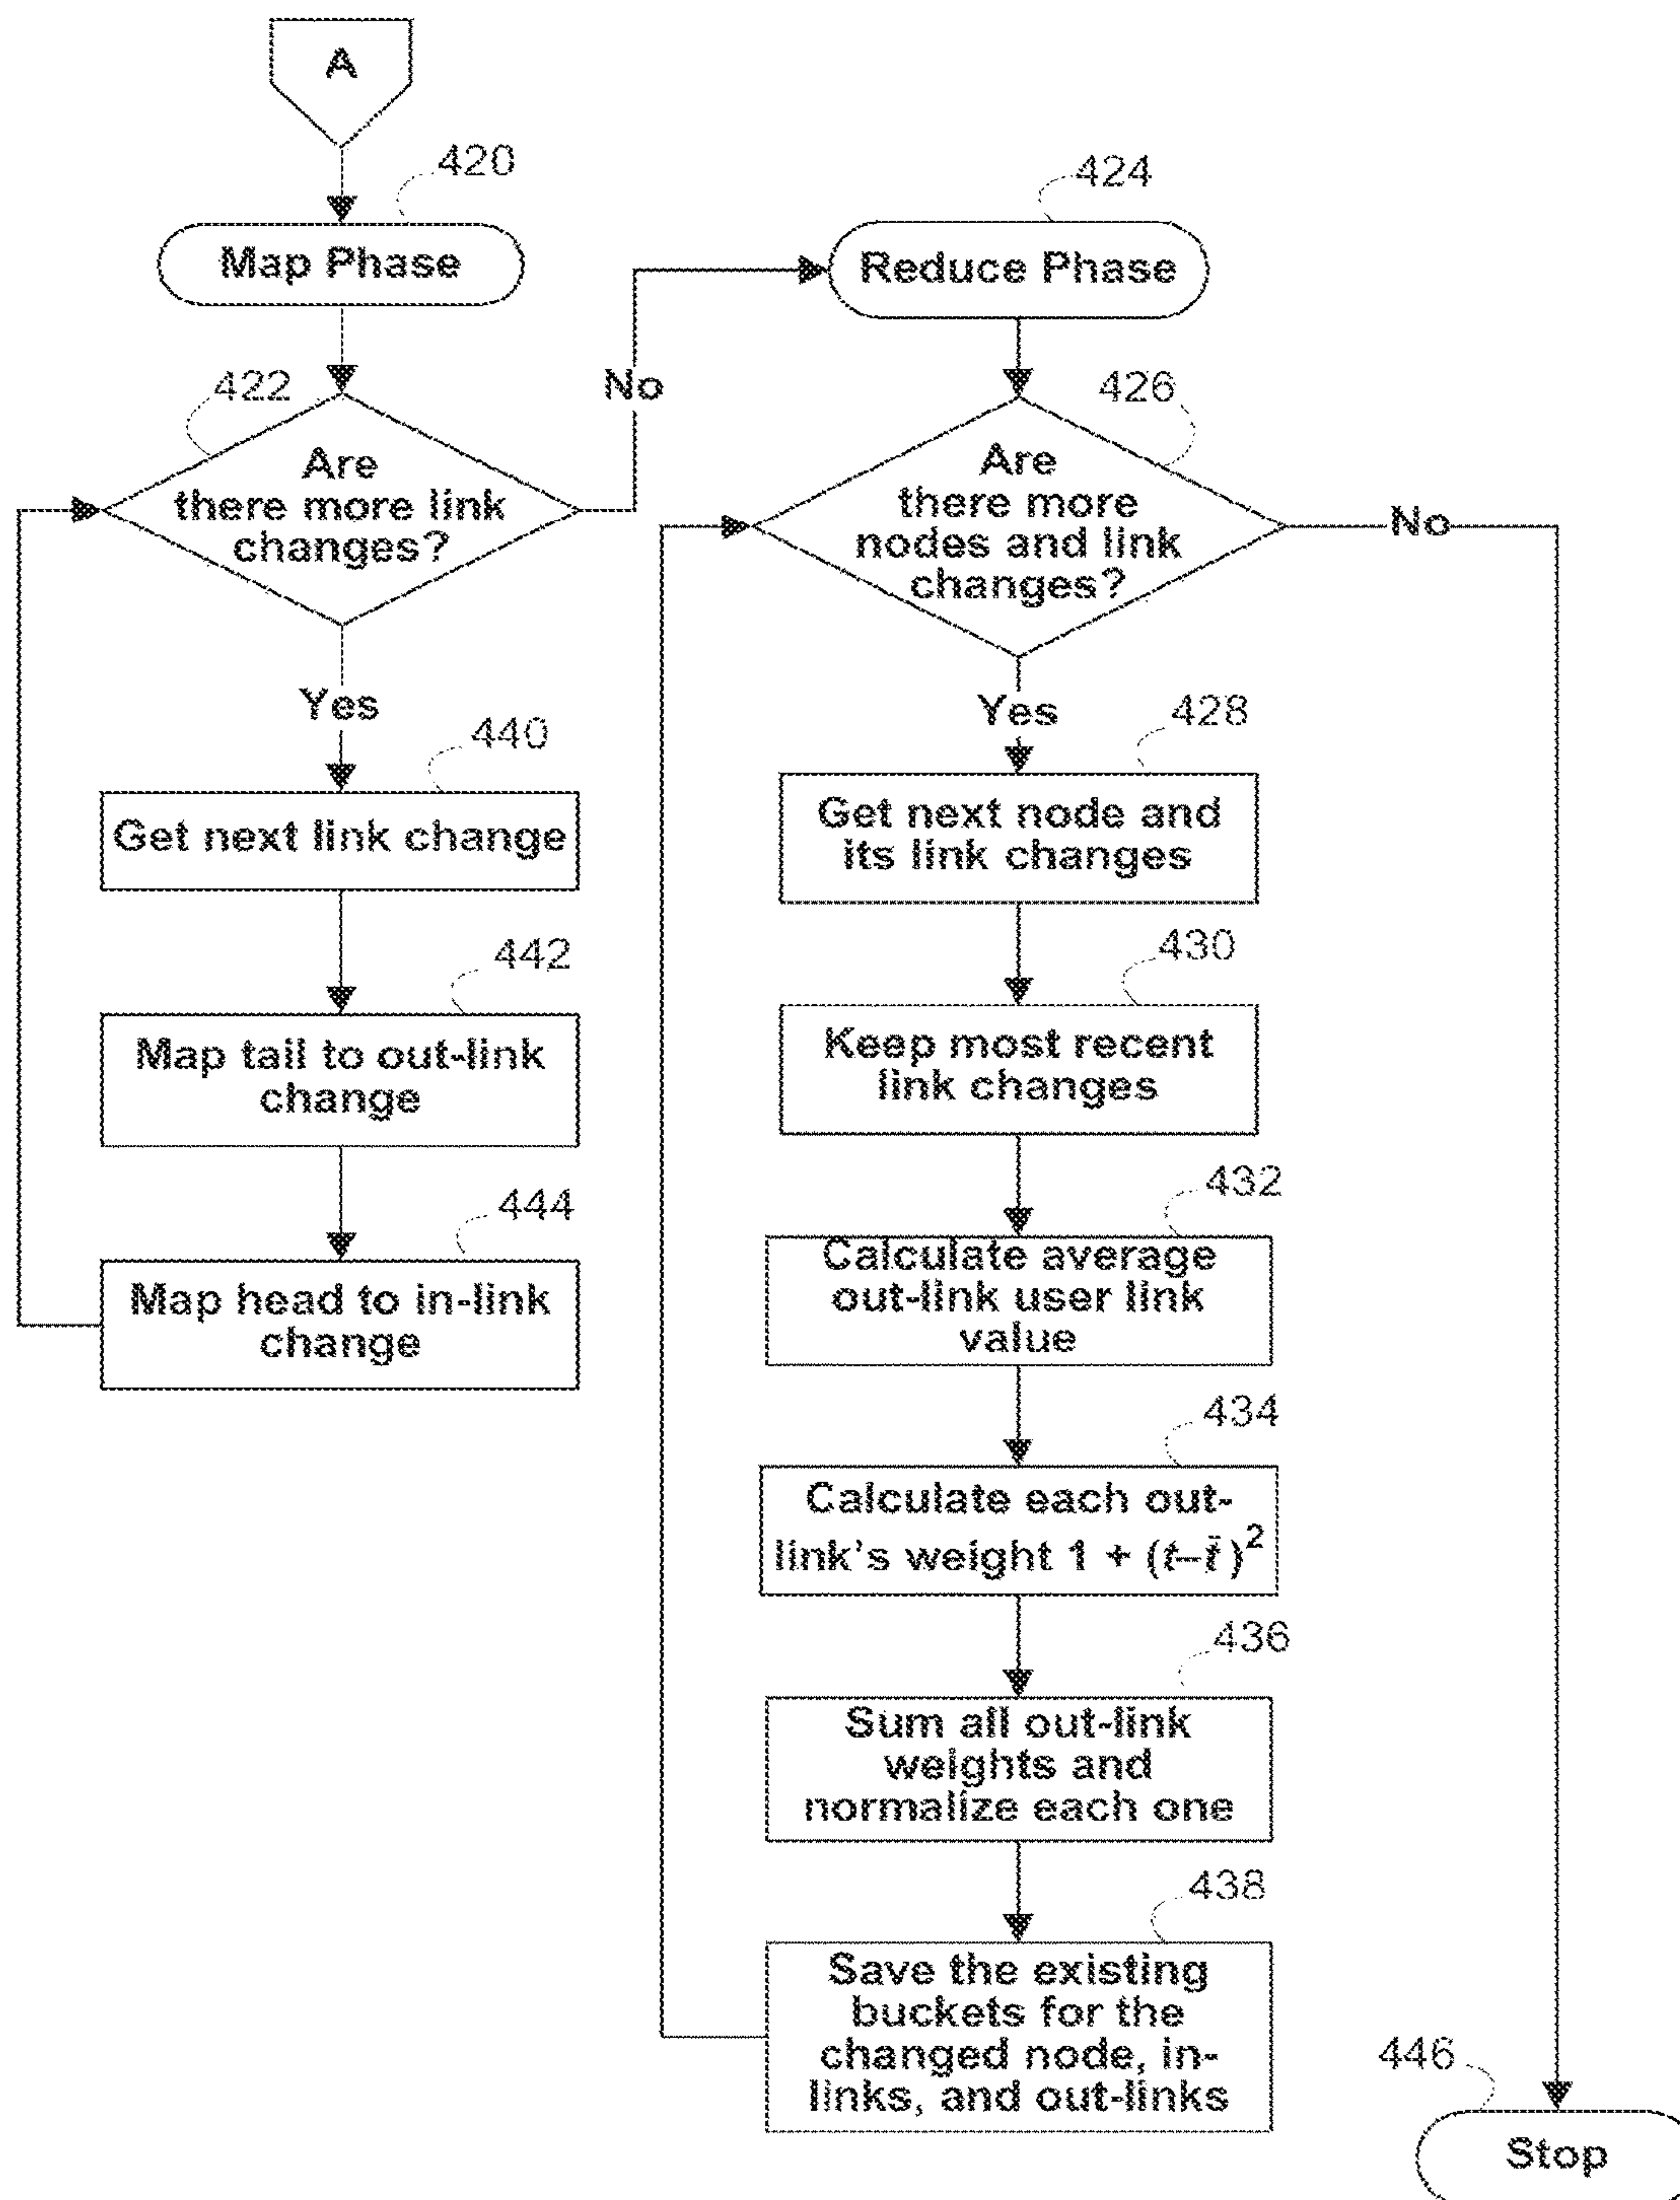 A
420
Map Phase
422
Are
there more link
changes?
No
Yes
440
Get next link change
442
Map tail to out-link
change
444
Map head to in-link
change
424
Reduce Phase
426
Are
there more
nodes and link
changes?
No
Yes
428
Get next node and
its link changes
430
Keep most recent
link changes
432
Calculate average
out-link user link
value
434
Calculate each out-
link's weight 1 + (t–t̄ )²
436
Sum all out-link
weights and
normalize each one
438
Save the existing
buckets for the
changed node, in-
links, and out-links
446
Stop